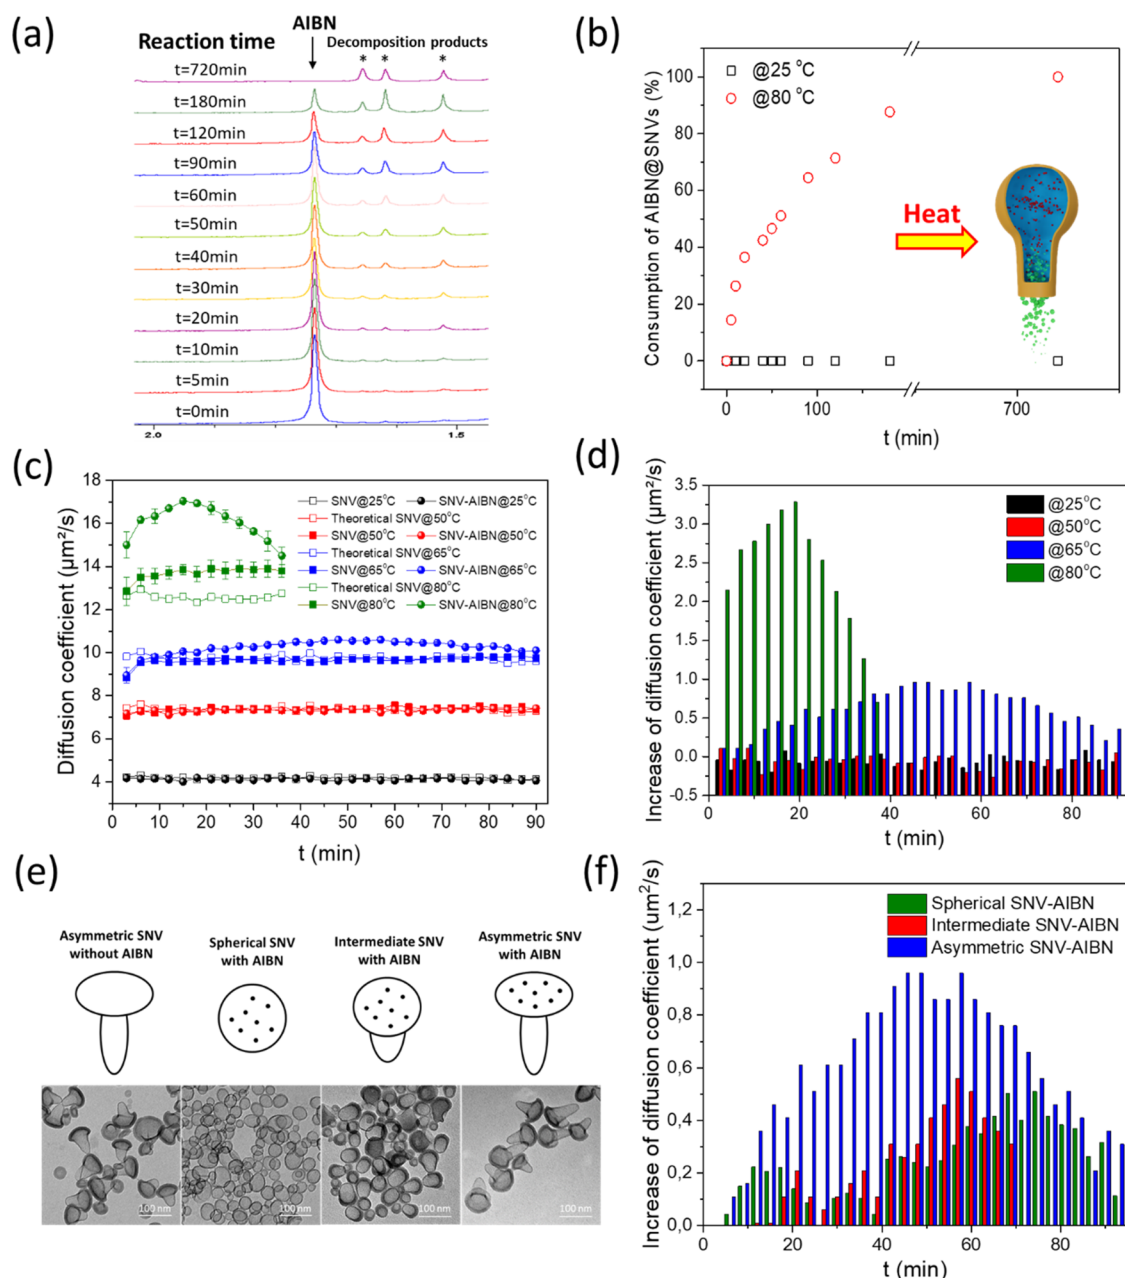 (a)
AIBN
Reaction time
Decomposition products
* * *
t=720min
t=180min
t=120min
t=90min
t=60min
t=50min
t=40min
t=30min
t=20min
t=10min
t=5min
t=0min
2.0 1.5
(b)
Consumption of AIBN@SNVs (%)
100
80
60
40
20
0
@25 °C
@80 °C
Heat
0 100 700
t (min)
(c)
Diffusion coefficient (µm²/s)
18
16
14
12
10
8
6
4
SNV@25°C SNV-AIBN@25°C
Theoretical SNV@50°C
SNV@50°C SNV-AIBN@50°C
Theoretical SNV@65°C
SNV@65°C SNV-AIBN@65°C
Theoretical SNV@80°C
SNV@80°C SNV-AIBN@80°C
0 10 20 30 40 50 60 70 80 90
t (min)
(d)
Increase of diffusion coefficient (µm²/s)
3.5
3.0
2.5
2.0
1.5
1.0
0.5
0.0
-0.5
@25°C
@50°C
@65°C
@80°C
0 20 40 60 80
t (min)
(e)
Asymmetric SNV
without AIBN
Spherical SNV
with AIBN
Intermediate SNV
with AIBN
Asymmetric SNV
with AIBN
100 nm
100 nm
100 nm
100 nm
(f)
Increase of diffusion coefficient (um²/s)
1,2
1,0
0,8
0,6
0,4
0,2
0,0
Spherical SNV-AIBN
Intermediate SNV-AIBN
Asymmetric SNV-AIBN
0 20 40 60 80
t (min)